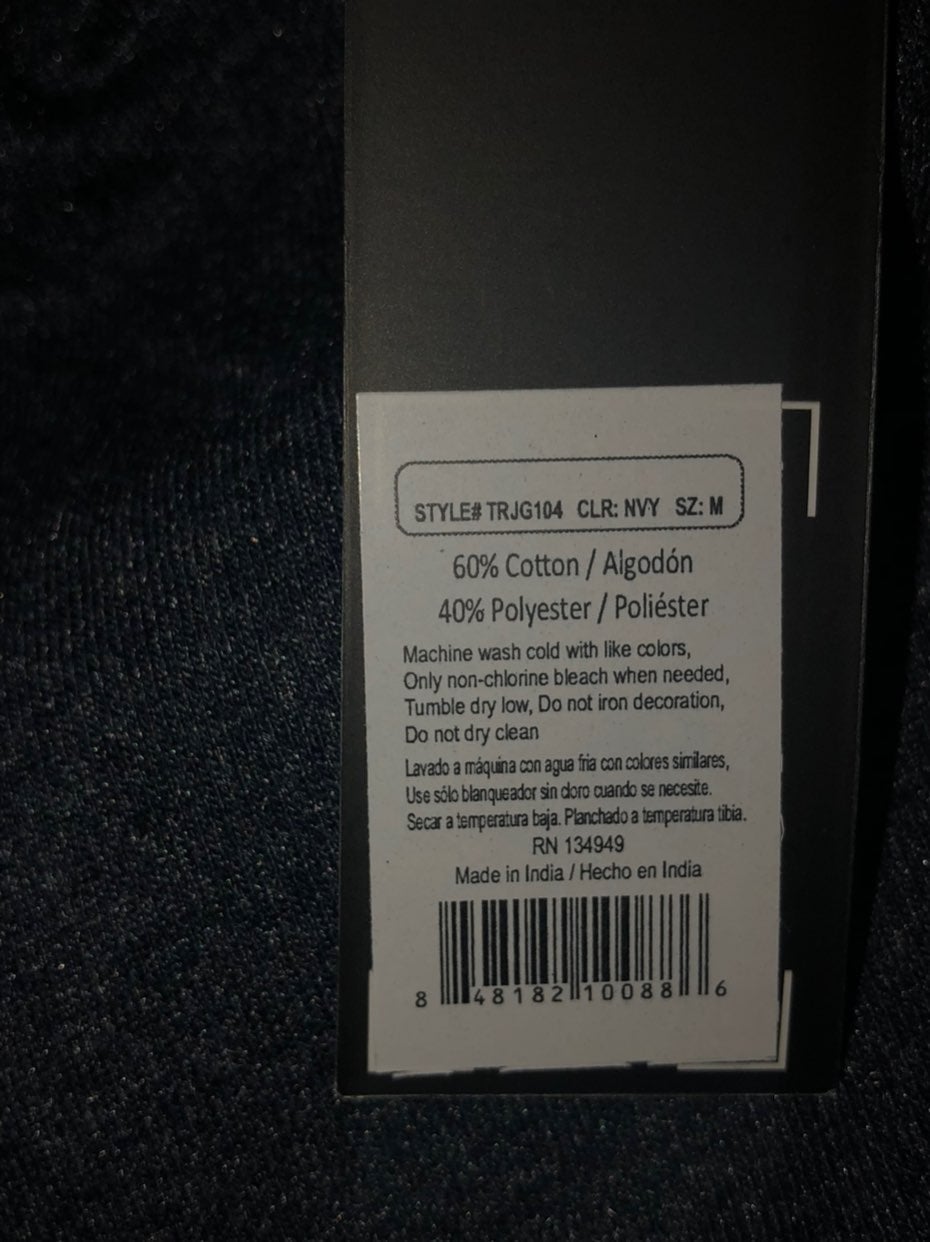 STYLE# TRJG104 CLR: NVY SZ: M
60% Cotton / Algodón
40% Polyester / Poliéster
Machine wash cold with like colors,
Only non-chlorine bleach when needed,
Tumble dry low, Do not iron decoration,
Do not dry clean
Lavado a máquina con agua fria con colores similares,
Use sólo blanqueador sin cloro cuando se necesite.
Secar a temperatura baja. Planchado a temperatura tibia.
RN 134949
Made in India / Hecho en India
8 48182 10088 6